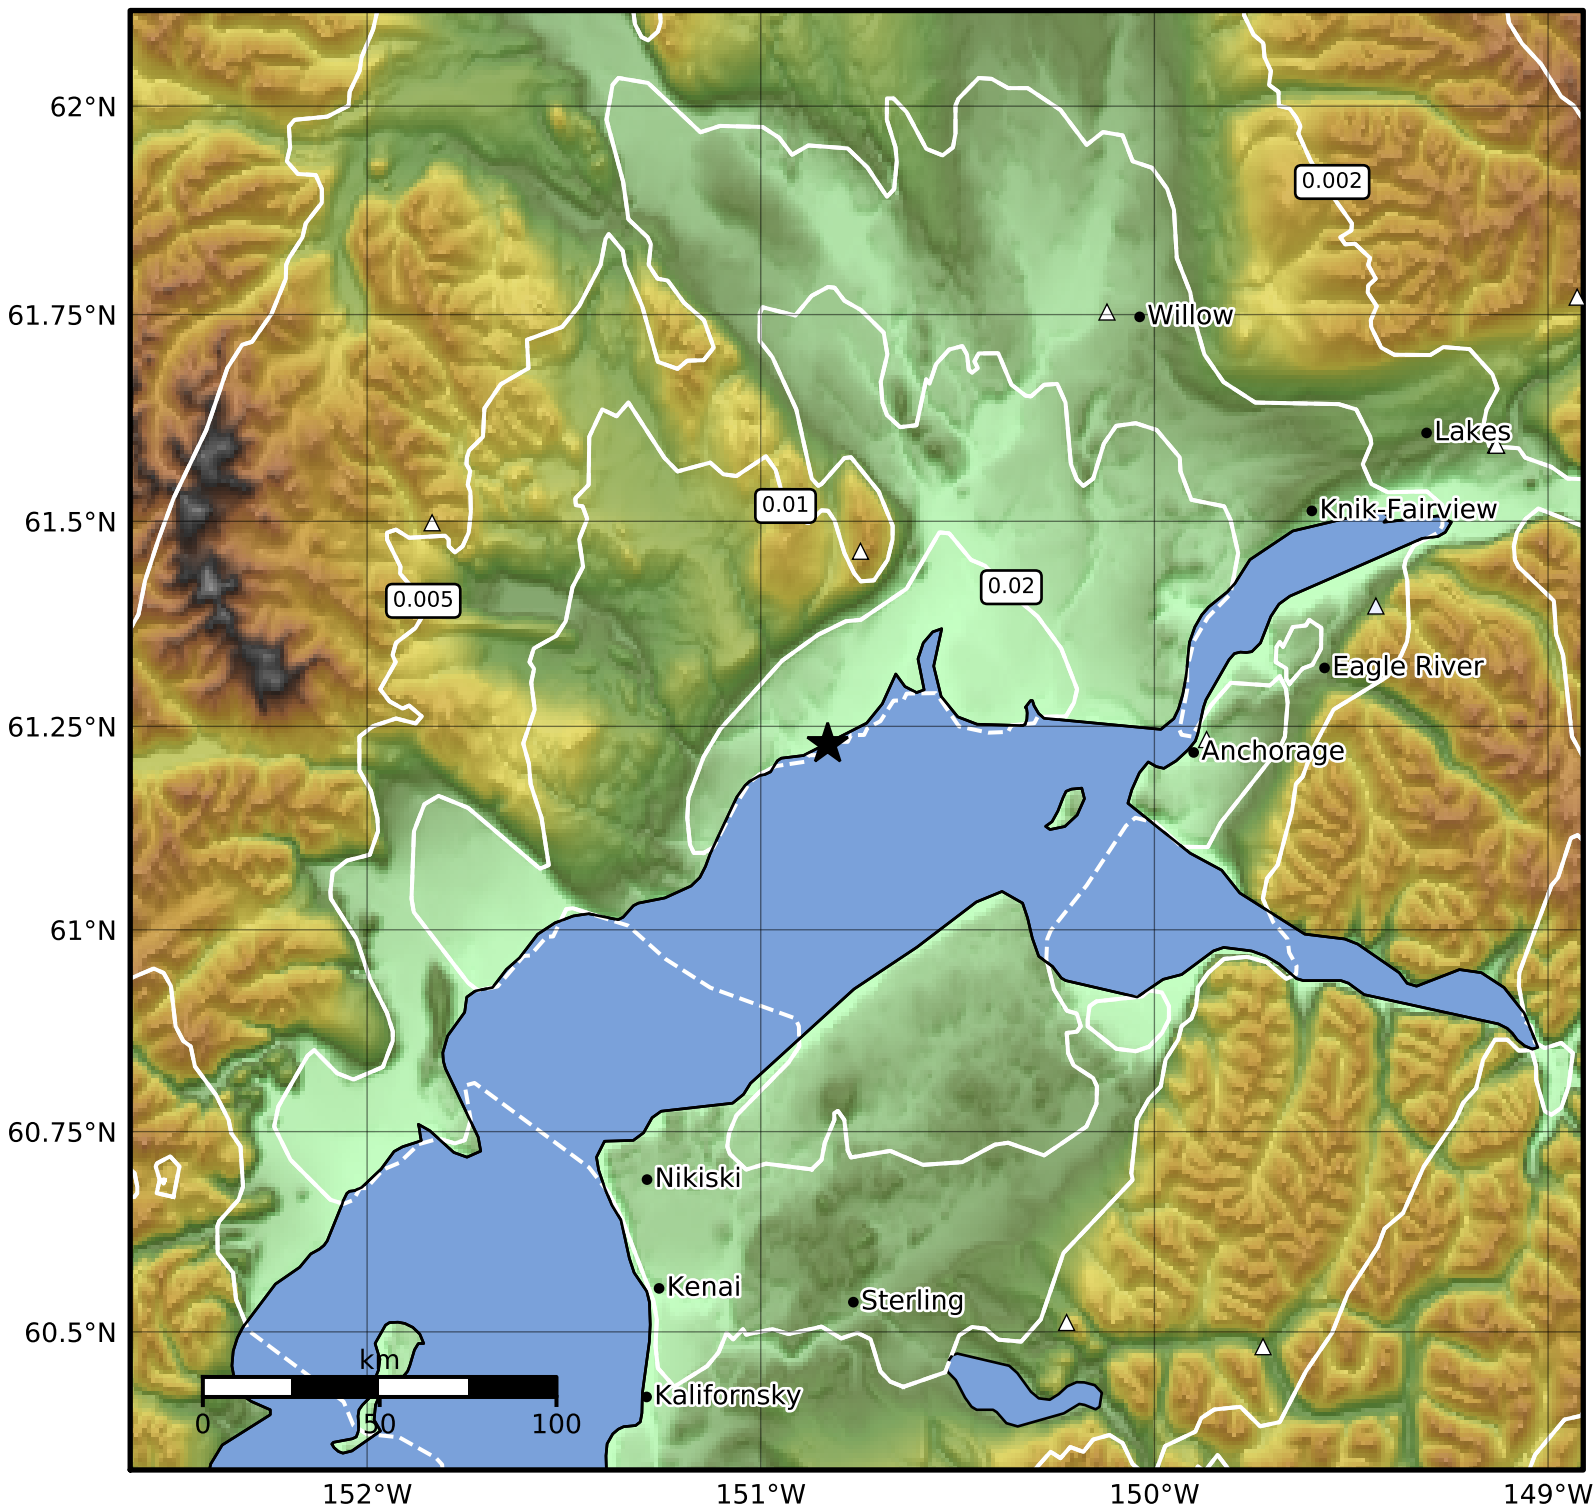 62°N
0.002
61.75°N
Willow
Lakes
61.5°N
0.01
Knik-Fairview
0.005
0.02
Eagle River
61.25°N
Anchorage
61°N
60.75°N
Nikiski
Kenai
Sterling
60.5°N
km
Kalifornsky
0 50 100
152°W 151°W 150°W 149°W